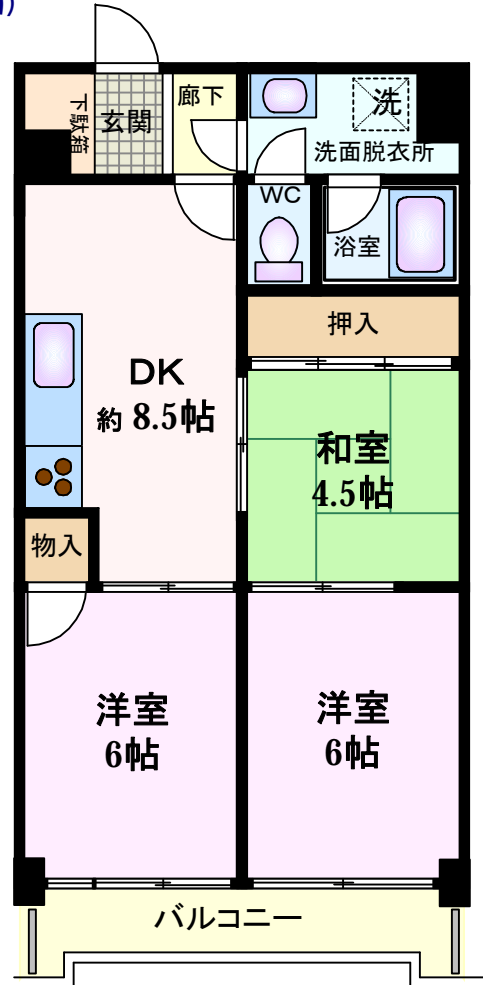 下駄箱
玄関
廊下
洗
洗面脱衣所
WC
浴室
押入
DK
約 8.5帖
和室
4.5帖
物入
洋室
6帖
洋室
6帖
バルコニー